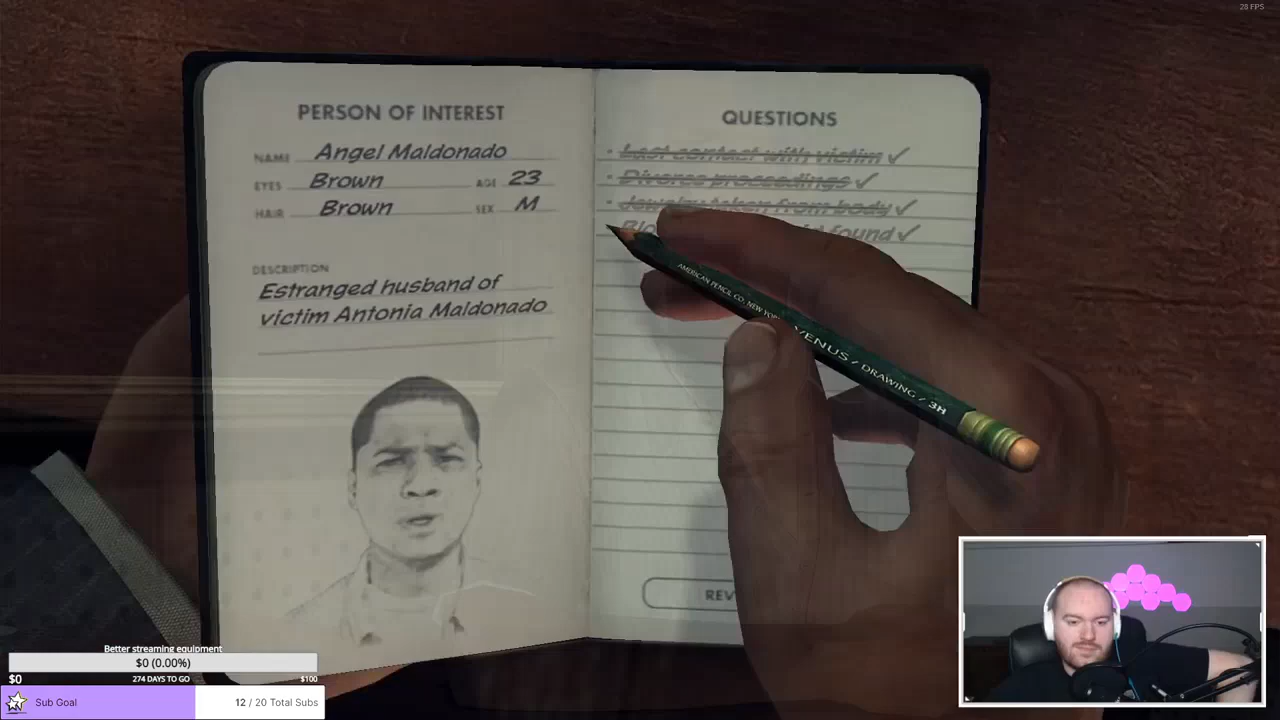 28 FPS
PERSON OF INTEREST
NAME Angel Maldonado
EYES Brown AGE 23
HAIR Brown SEX M
DESCRIPTION
Estranged husband of
victim Antonia Maldonado
QUESTIONS
• Last contact with victim ✓
• Divorce proceedings ✓
• Jewelry taken from body ✓
found ✓
AMERICAN PENCIL CO. NEW YORK
VENUS / DRAWING / 3H
REV
Better streaming equipment
$0 (0.00%)
$0 274 DAYS TO GO $100
Sub Goal 12 / 20 Total Subs